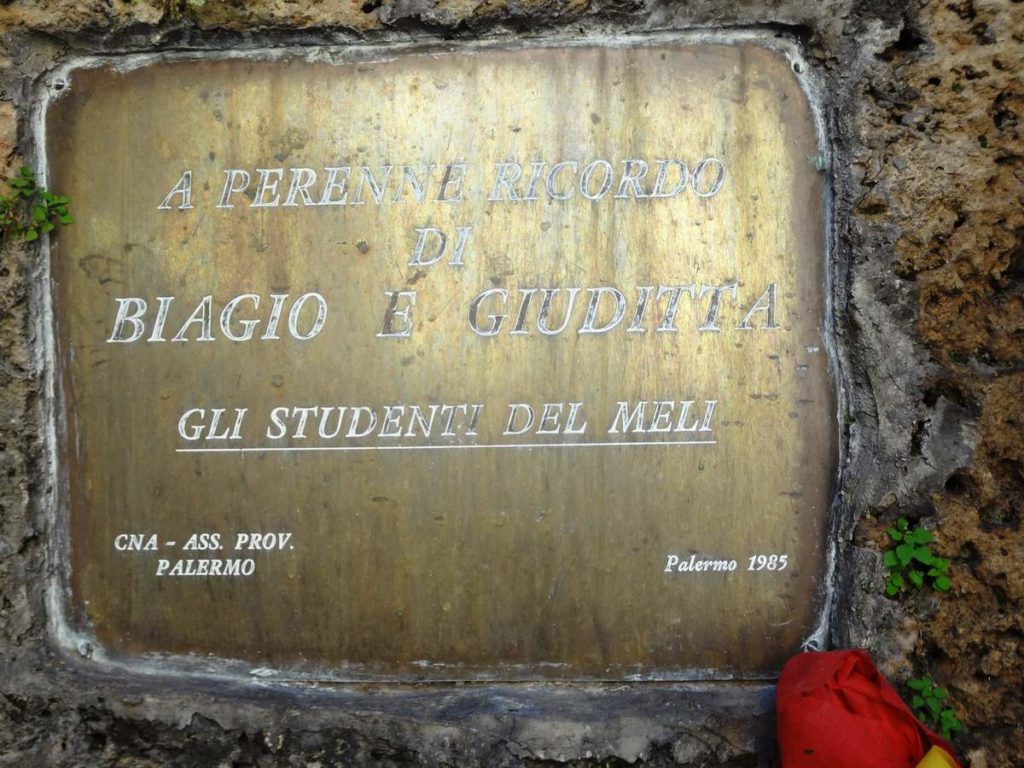 A PERENNE RICORDO
DI
BIAGIO E GIUDITTA
GLI STUDENTI DEL MELI
CNA - ASS. PROV.
PALERMO
Palermo 1985